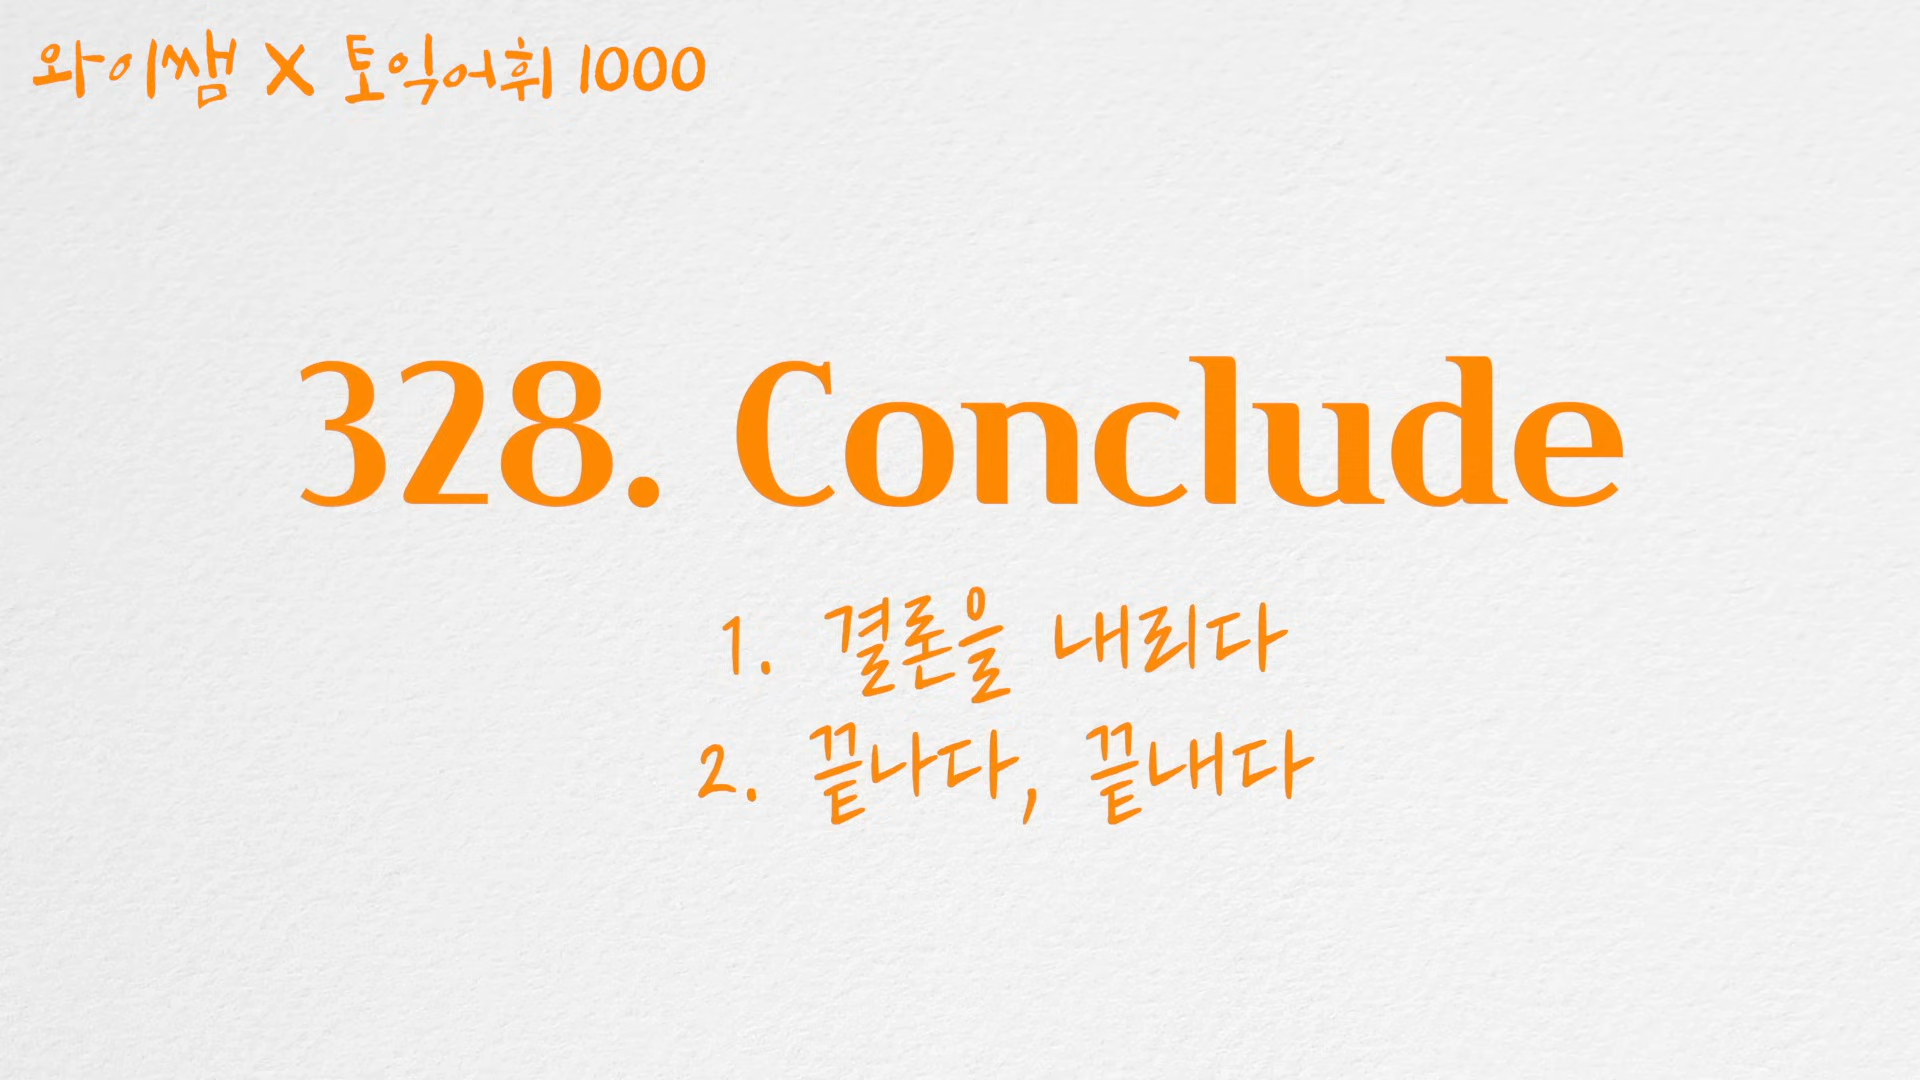 와이쌤 X 토익어휘 1000
328. Conclude
1. 결론을 내리다
2. 끝나다, 끝내다